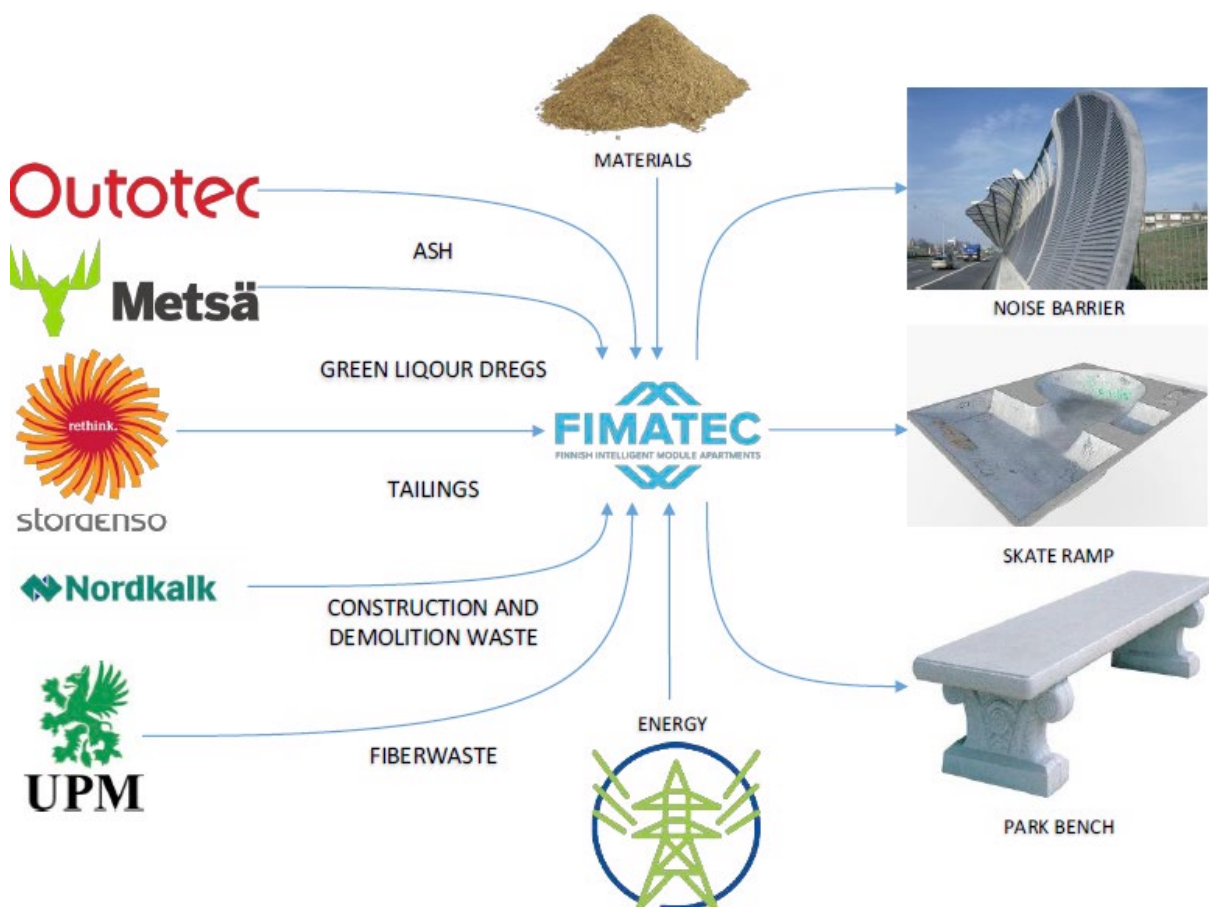 MATERIALS
Outotec
ASH
Metsä
NOISE BARRIER
GREEN LIQOUR DREGS
rethink.
FIMATEC
FINNISH INTELLIGENT MODULE APARTMENTS
TAILINGS
storaenso
SKATE RAMP
Nordkalk
CONSTRUCTION AND
DEMOLITION WASTE
ENERGY
FIBERWASTE
UPM
PARK BENCH